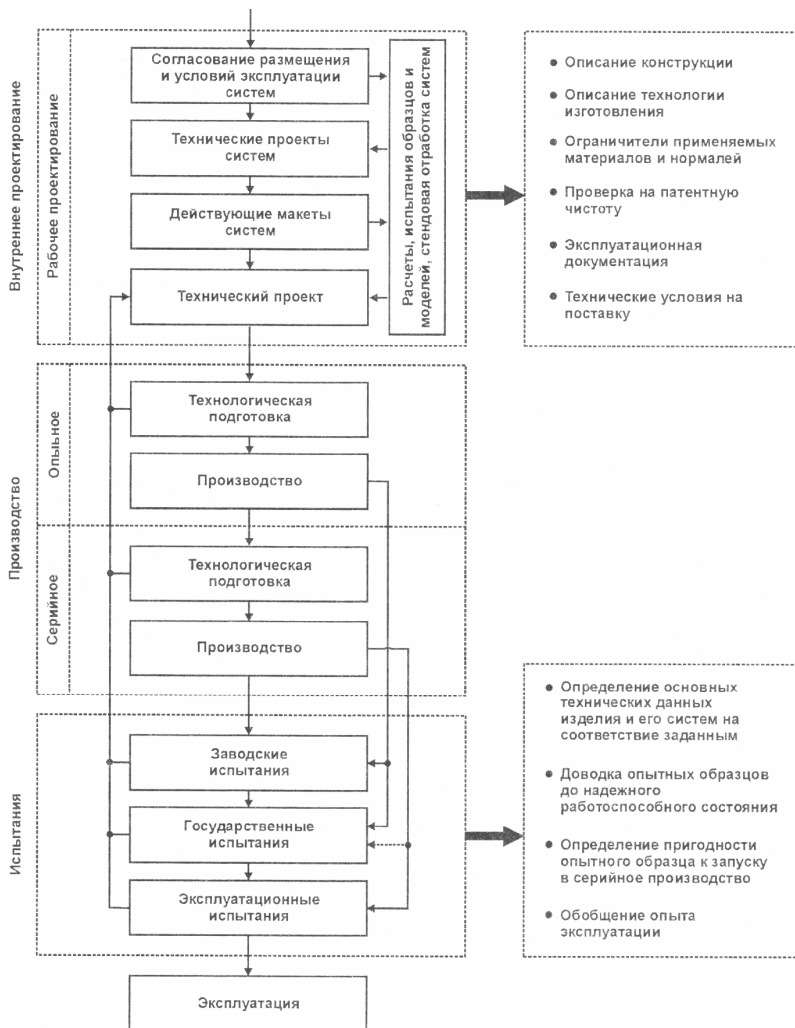 Внутреннее проектирование
Рабочее проектирование
Согласование размещения
и условий эксплуатации
систем
Технические проекты
систем
Действующие макеты
систем
Технический проект
Расчеты, испытания образцов и
моделей, стендовая отработка систем
● Описание конструкции
● Описание технологии
изготовления
● Ограничители применяемых
материалов и нормалей
● Проверка на патентную
чистоту
● Эксплуатационная
документация
● Технические условия на
поставку
Производство
Опыьное
Технологическая
подготовка
Производство
Серийное
Технологическая
подготовка
Производство
Испытания
Заводские
испытания
Государственные
испытания
Эксплуатационные
испытания
● Определение основных
технических данных
изделия и его систем на
соответствие заданным
● Доводка опытных образцов
до надежного
работоспособного состояния
● Определение пригодности
опытного образца к запуску
в серийное производство
● Обобщение опыта
эксплуатации
Эксплуатация